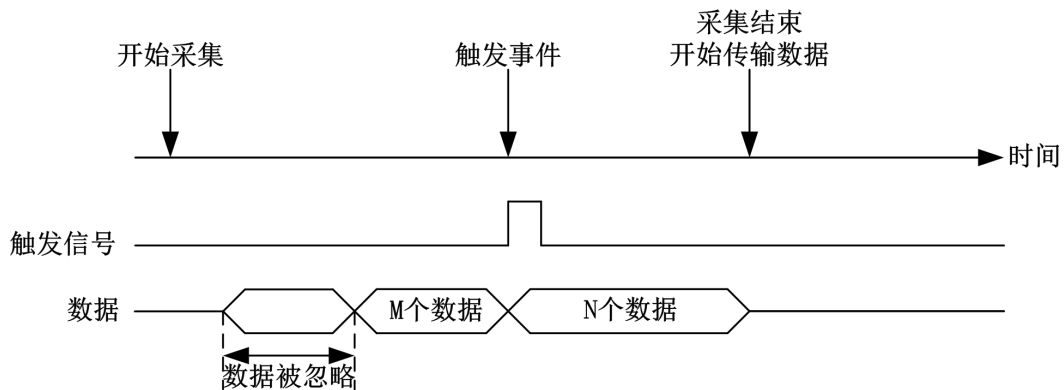 采集结束
开始采集
触发事件
开始传输数据
时间
触发信号
数据
M个数据
N个数据
数据被忽略